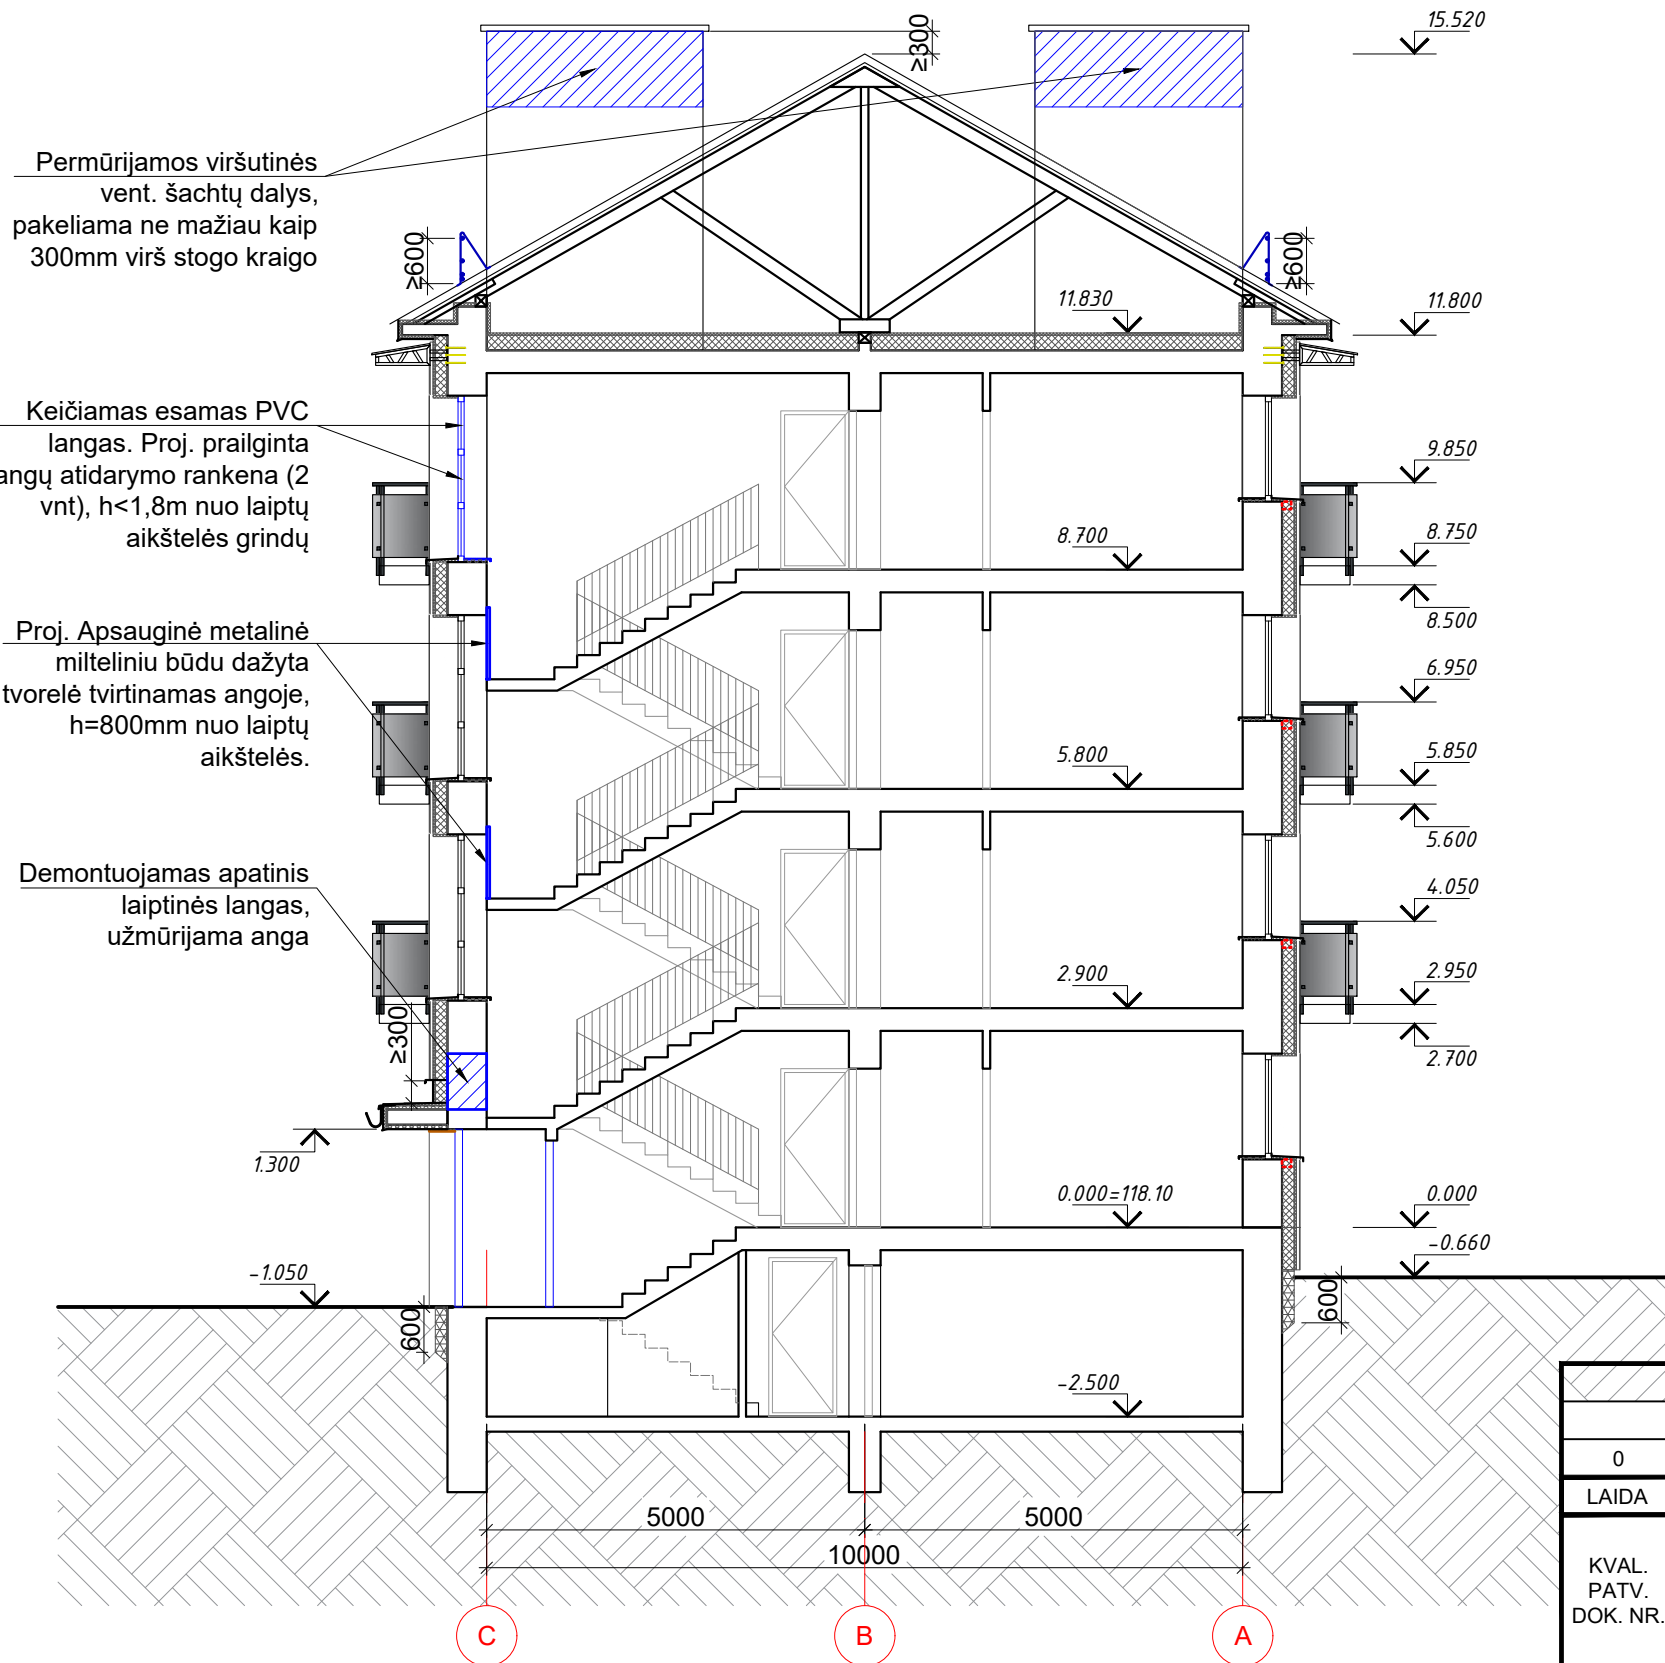 15.520
≥300
Permūrijamos viršutinės
vent. šachtų dalys,
pakeliama ne mažiau kaip
300mm virš stogo kraigo
≥600
≥600
11.830
11.800
Keičiamas esamas PVC
langas. Proj. prailginta
angų atidarymo rankena (2
vnt), h<1,8m nuo laiptų
aikštelės grindų
9.850
8.700
8.750
8.500
Proj. Apsauginė metalinė
milteliniu būdu dažyta
tvorelė tvirtinamas angoje,
h=800mm nuo laiptų
aikštelės.
6.950
5.800
5.850
5.600
Demontuojamas apatinis
laiptinės langas,
užmūrijama anga
4.050
2.900
2.950
2.700
≥300
1.300
0.000=118.10
0.000
-0.660
-1.050
600
600
-2.500
0
LAIDA
5000
5000
10000
KVAL.
PATV.
DOK. NR.
C
B
A